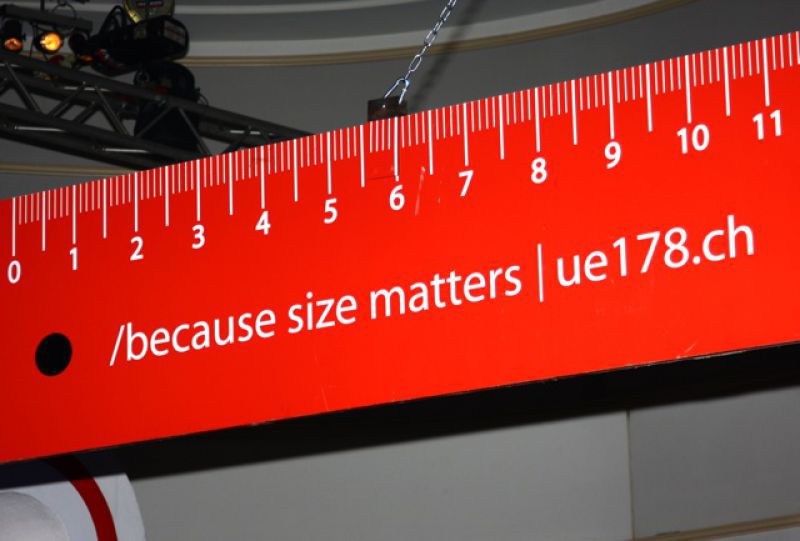 0 1 2 3 4 5 6 7 8 9 10 11
/because size matters | ue178.ch